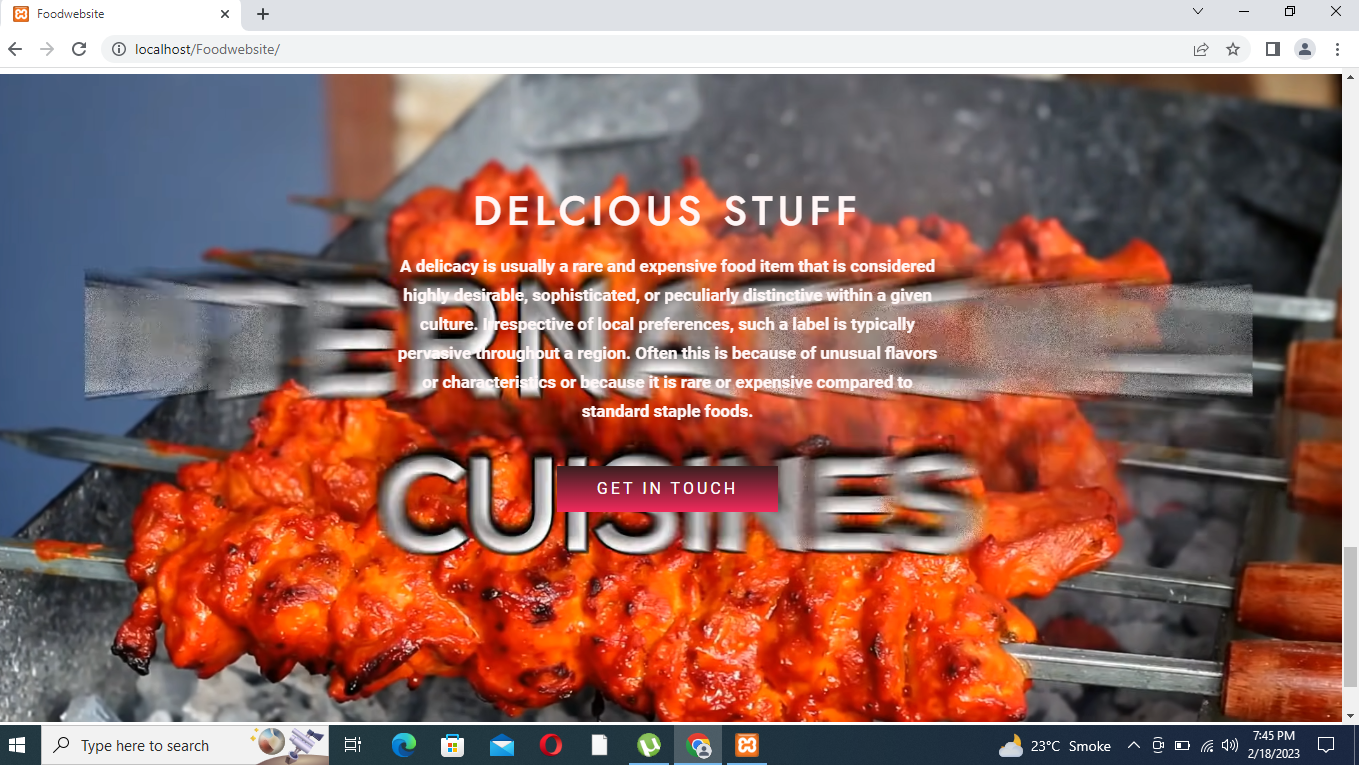 Foodwebsite
localhost/Foodwebsite/
DELCIOUS STUFF
A delicacy is usually a rare and expensive food item that is considered
highly desirable, sophisticated, or peculiarly distinctive within a given
culture. Irrespective of local preferences, such a label is typically
pervasive throughout a region. Often this is because of unusual flavors
or characteristics or because it is rare or expensive compared to
standard staple foods.
CUISINES
GET IN TOUCH
Type here to search
23°C Smoke
7:45 PM
2/18/2023